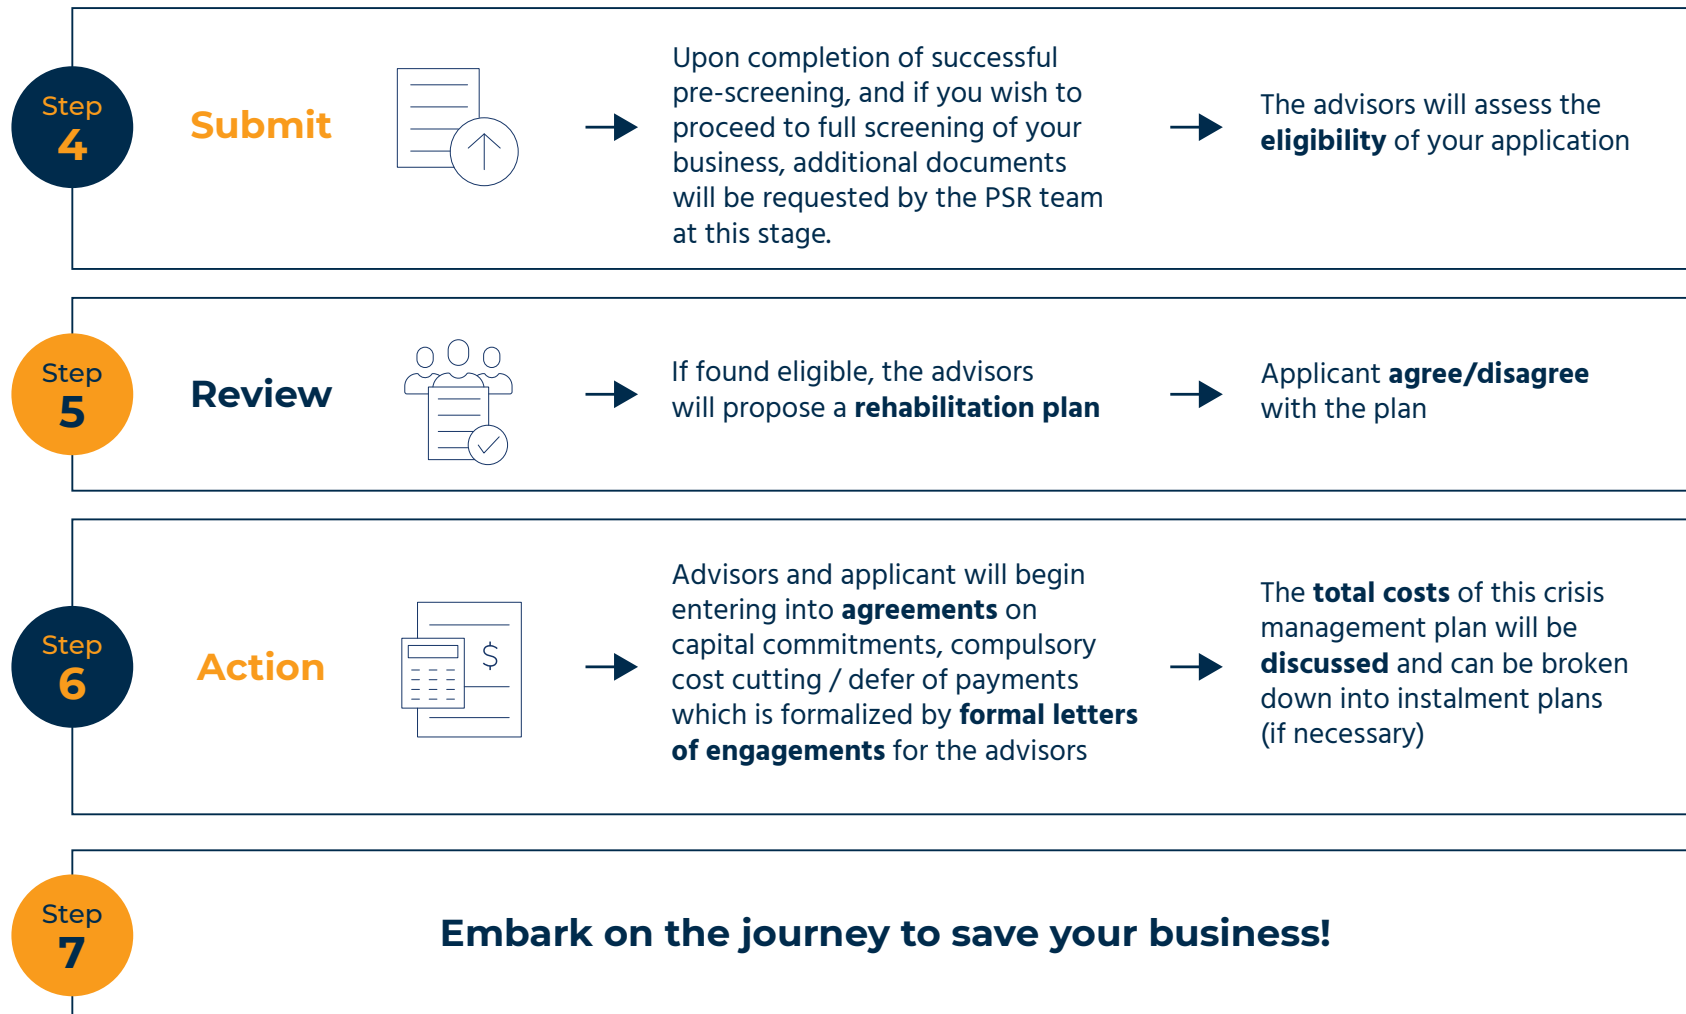 Step
4
Submit
Upon completion of successful
pre-screening, and if you wish to
proceed to full screening of your
business, additional documents
will be requested by the PSR team
at this stage.
The advisors will assess the
eligibility of your application
Step
5
Review
If found eligible, the advisors
will propose a rehabilitation plan
Applicant agree/disagree
with the plan
Step
6
Action
$
Advisors and applicant will begin
entering into agreements on
capital commitments, compulsory
cost cutting / defer of payments
which is formalized by formal letters
of engagements for the advisors
The total costs of this crisis
management plan will be
discussed and can be broken
down into instalment plans
(if necessary)
Step
7
Embark on the journey to save your business!